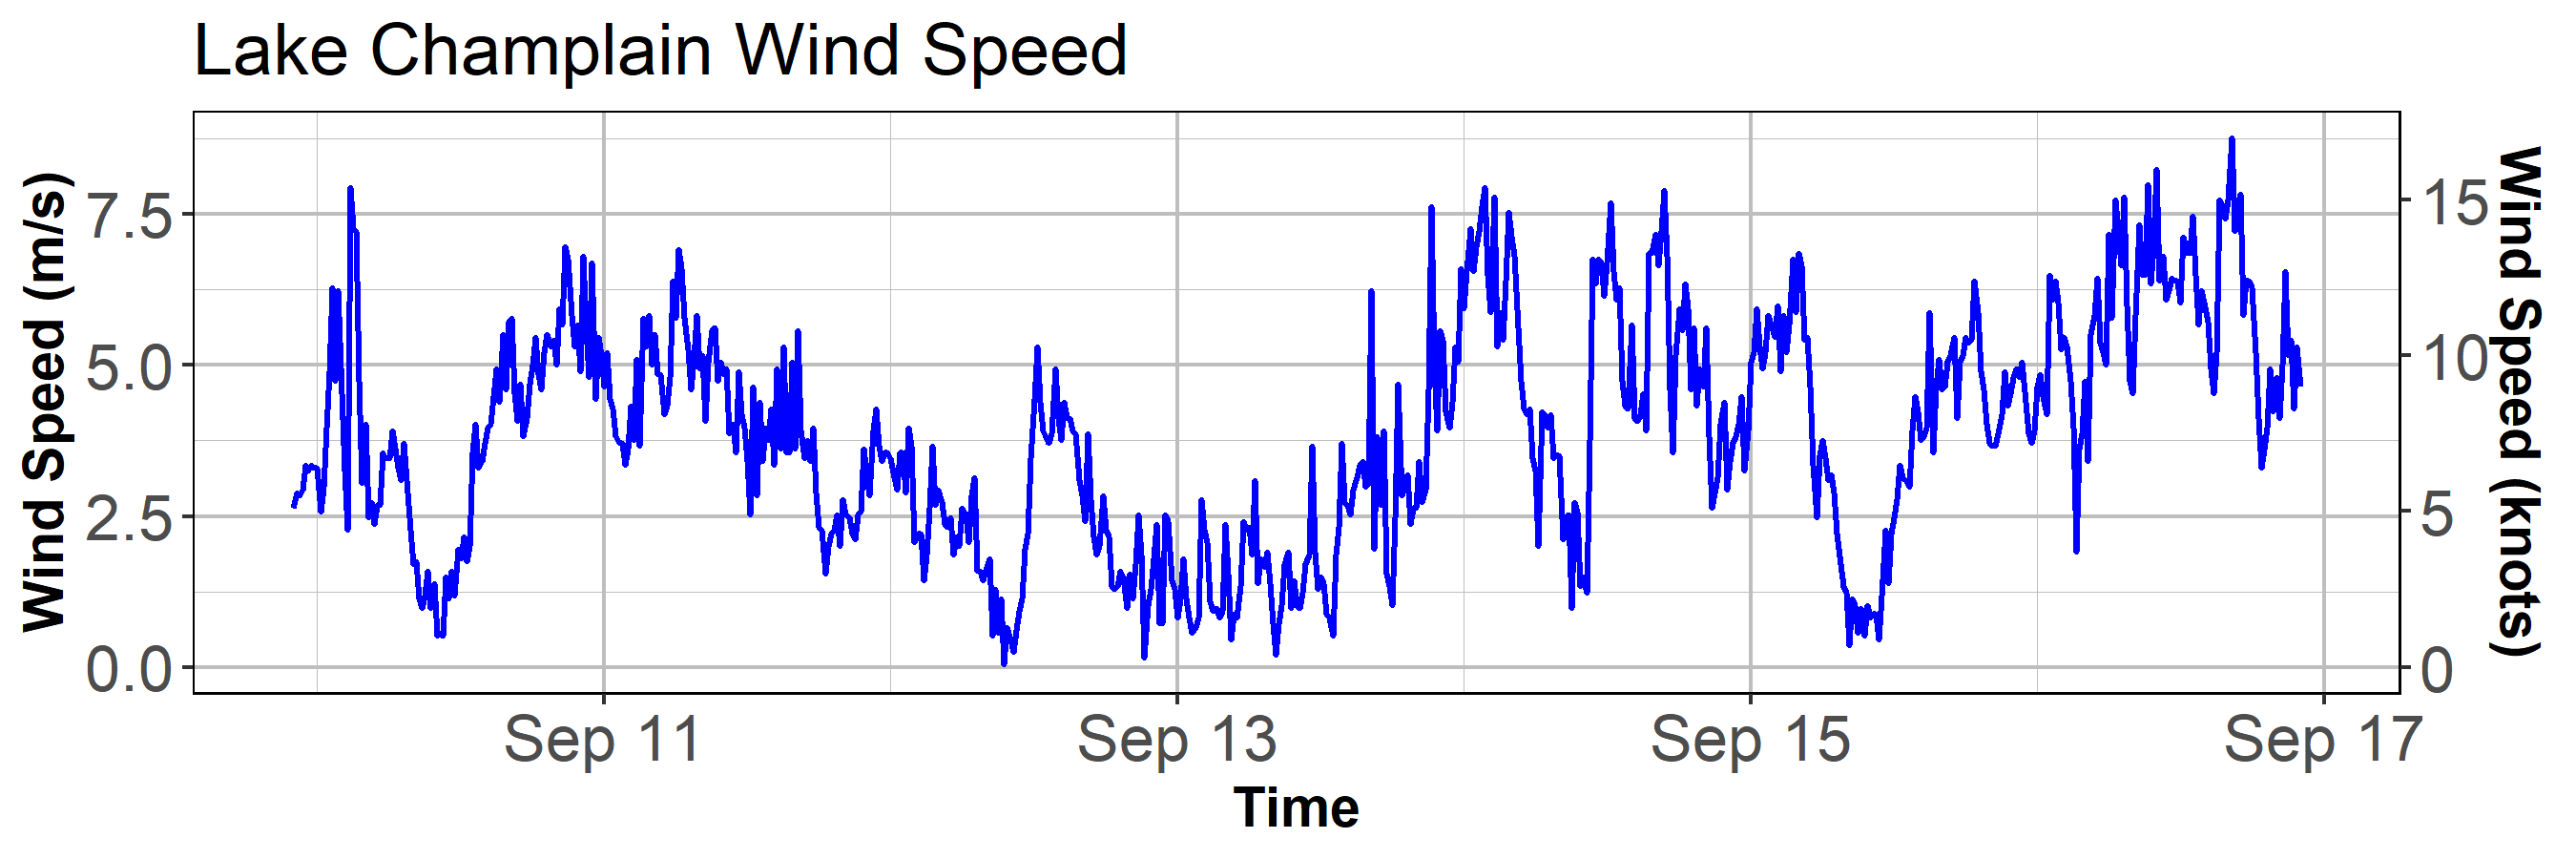 Lake Champlain Wind Speed
Wind Speed (m/s)
7.5
5.0
2.5
0.0
15
10
5
0
Wind Speed (knots)
Sep 11
Sep 13
Sep 15
Sep 17
Time